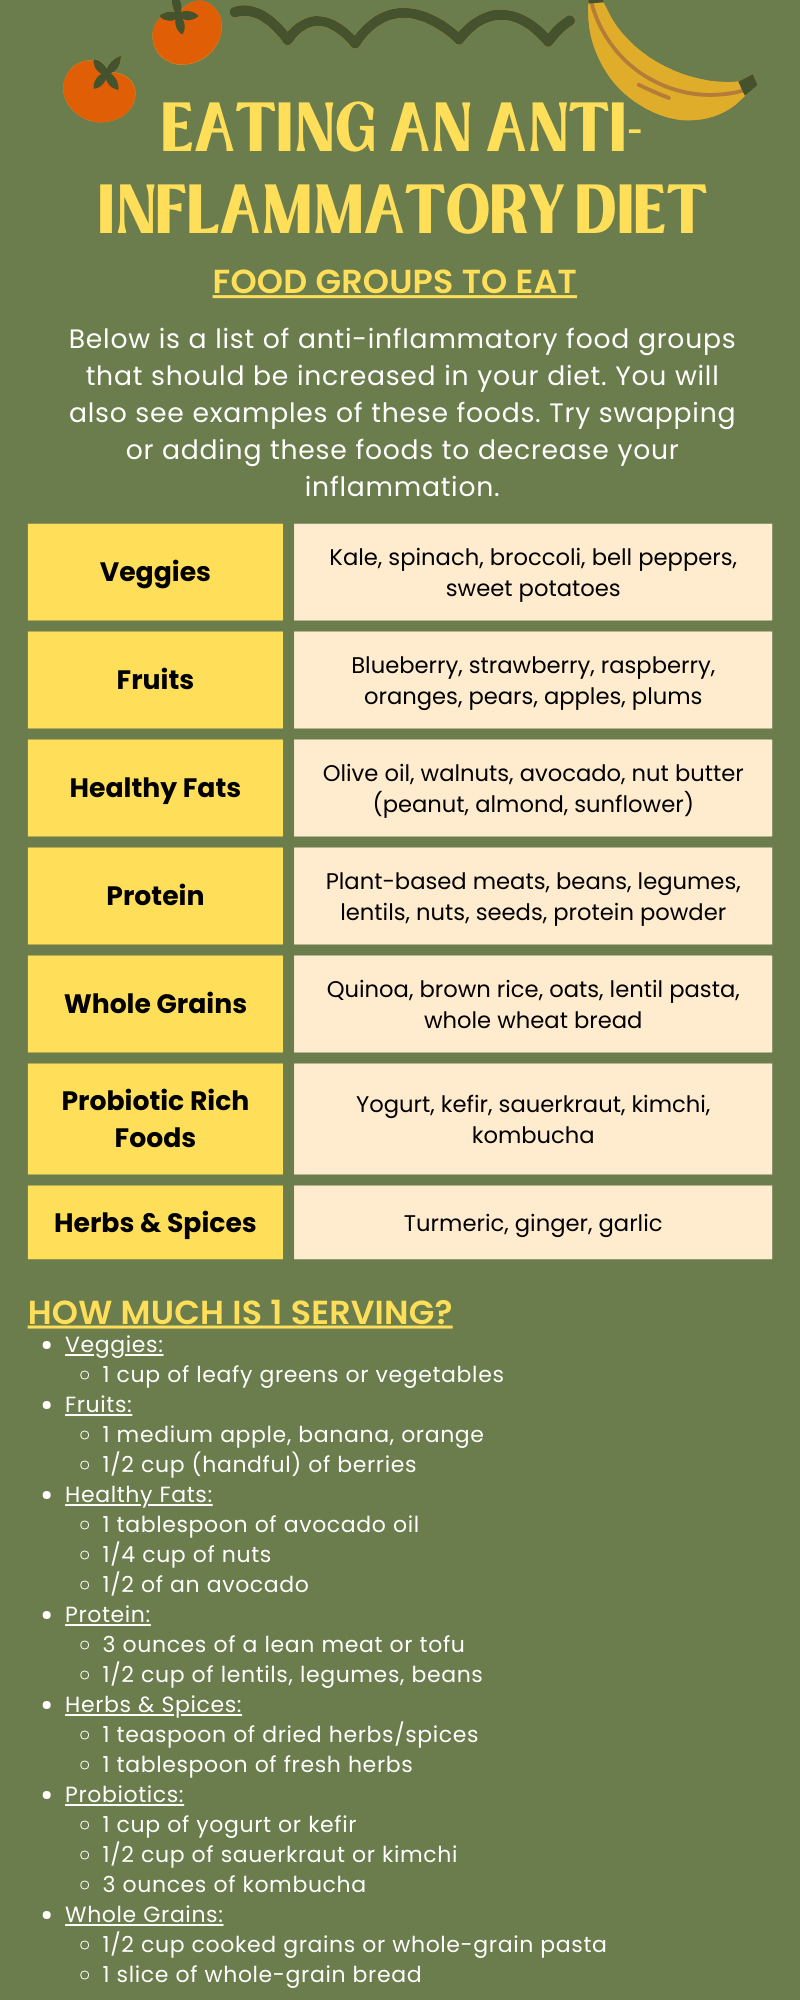 EATING AN ANTI-
INFLAMMATORY DIET
FOOD GROUPS TO EAT
Below is a list of anti-inflammatory food groups
that should be increased in your diet. You will
also see examples of these foods. Try swapping
or adding these foods to decrease your
inflammation.
Veggies
Kale, spinach, broccoli, bell peppers,
sweet potatoes
Fruits
Blueberry, strawberry, raspberry,
oranges, pears, apples, plums
Healthy Fats
Olive oil, walnuts, avocado, nut butter
(peanut, almond, sunflower)
Protein
Plant-based meats, beans, legumes,
lentils, nuts, seeds, protein powder
Whole Grains
Quinoa, brown rice, oats, lentil pasta,
whole wheat bread
Probiotic Rich
Foods
Yogurt, kefir, sauerkraut, kimchi,
kombucha
Herbs & Spices
Turmeric, ginger, garlic
HOW MUCH IS 1 SERVING?
• Veggies:
◦ 1 cup of leafy greens or vegetables
• Fruits:
◦ 1 medium apple, banana, orange
◦ 1/2 cup (handful) of berries
• Healthy Fats:
◦ 1 tablespoon of avocado oil
◦ 1/4 cup of nuts
◦ 1/2 of an avocado
• Protein:
◦ 3 ounces of a lean meat or tofu
◦ 1/2 cup of lentils, legumes, beans
• Herbs & Spices:
◦ 1 teaspoon of dried herbs/spices
◦ 1 tablespoon of fresh herbs
• Probiotics:
◦ 1 cup of yogurt or kefir
◦ 1/2 cup of sauerkraut or kimchi
◦ 3 ounces of kombucha
• Whole Grains:
◦ 1/2 cup cooked grains or whole-grain pasta
◦ 1 slice of whole-grain bread